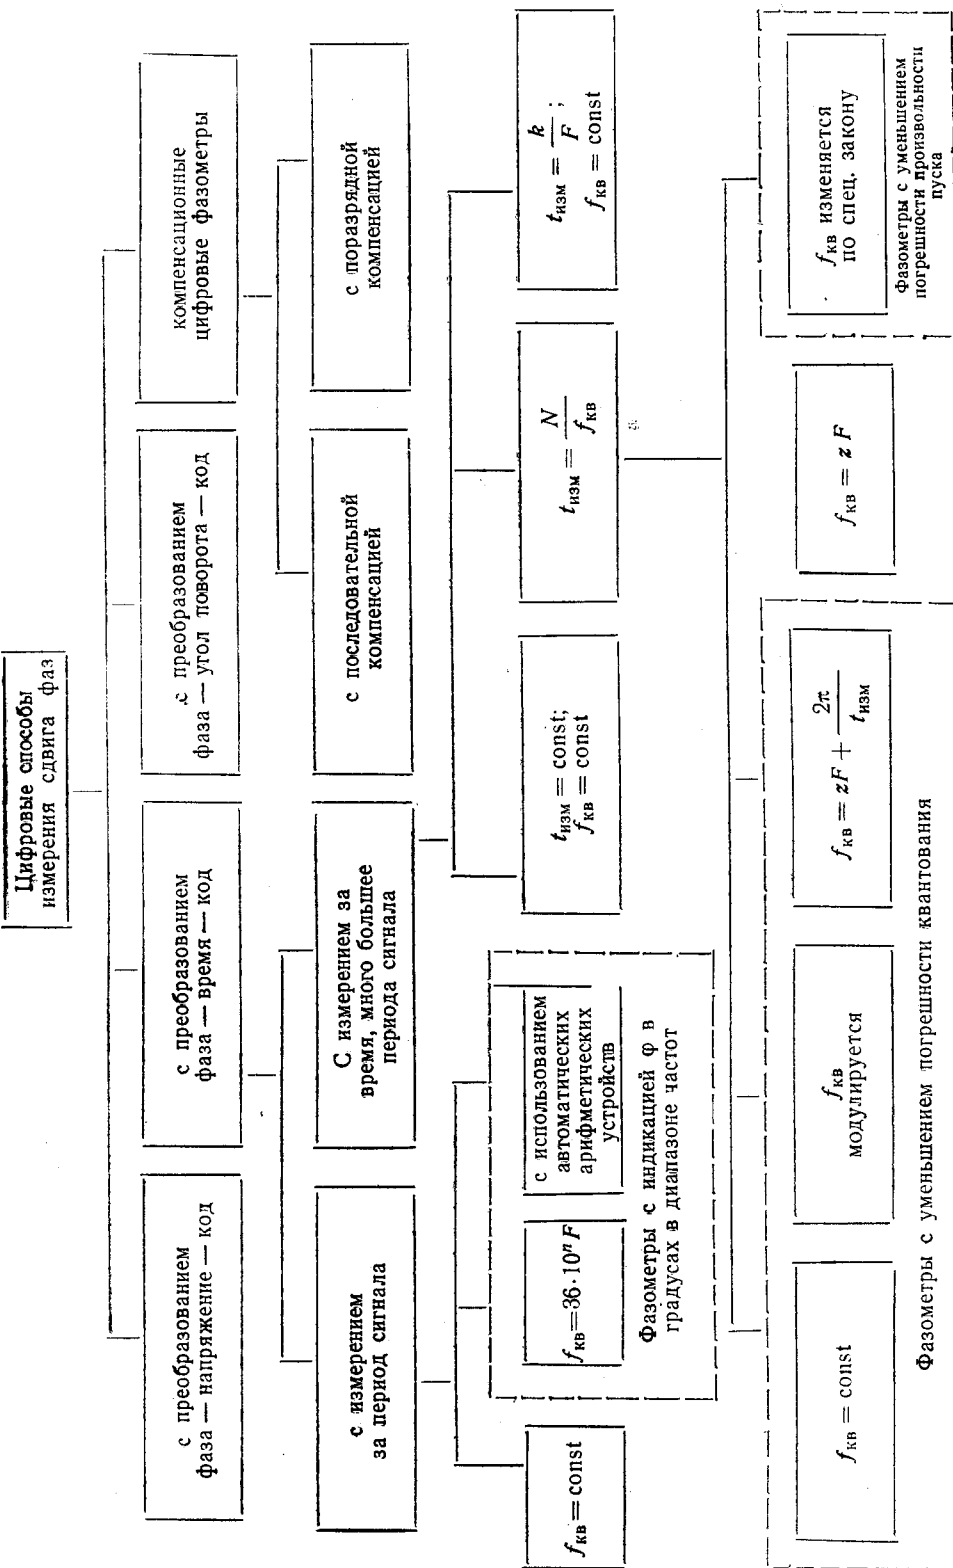 Цифровые способы
измерения сдвига фаз
с преобразованием
фаза — напряжение — код
с преобразованием
фаза — время — код
с преобразованием
фаза — угол поворота — код
компенсационные
цифровые фазометры
с измерением
за период сигнала
С измерением за
время, много большее
периода сигнала
с последовательной
компенсацией
с поразрядной
компенсацией
f_кв = const
f_кв = 36·10ⁿF
с использованием
автоматических
арифметических
устройств
Фазометры с индикацией φ в
градусах в диапазоне частот
t_изм = const;
f_кв = const
t_изм = N / f_кв
t_изм = k / F ;
f_кв = const
f_кв = const
f_кв
модулируется
f_кв = zF + 2π / t_изм
f_кв = zF
f_кв изменяется
по спец. закону
Фазометры с уменьшением
погрешности произвольности
пуска
Фазометры с уменьшением погрешности квантования